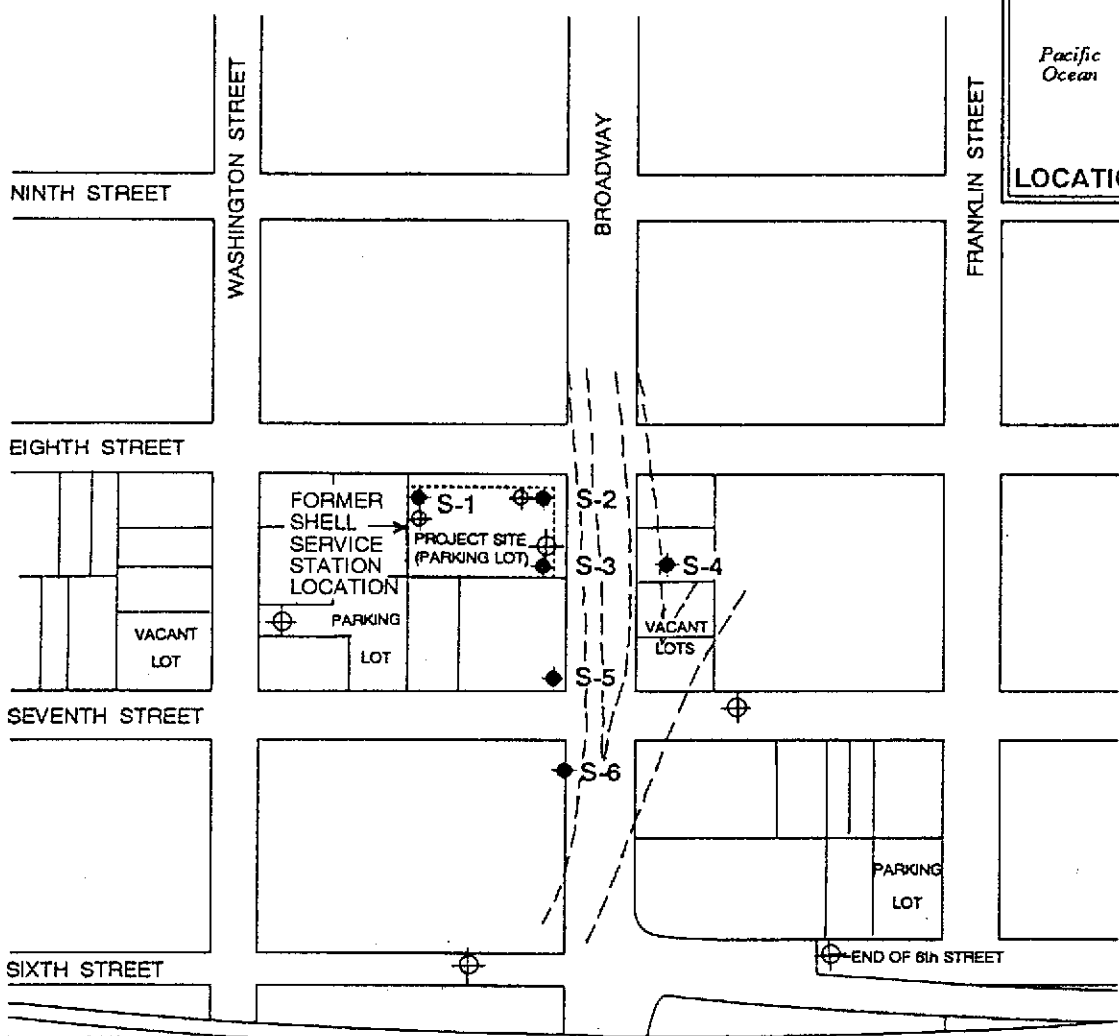 Pacific
Ocean
WASHINGTON STREET
BROADWAY
FRANKLIN STREET
NINTH STREET
EIGHTH STREET
FORMER
SHELL
SERVICE
STATION
LOCATION
S-1
PROJECT SITE
(PARKING LOT)
S-2
S-3
S-4
PARKING
LOT
VACANT
LOT
VACANT
LOTS
S-5
SEVENTH STREET
S-6
PARKING
LOT
SIXTH STREET
END OF 6th STREET